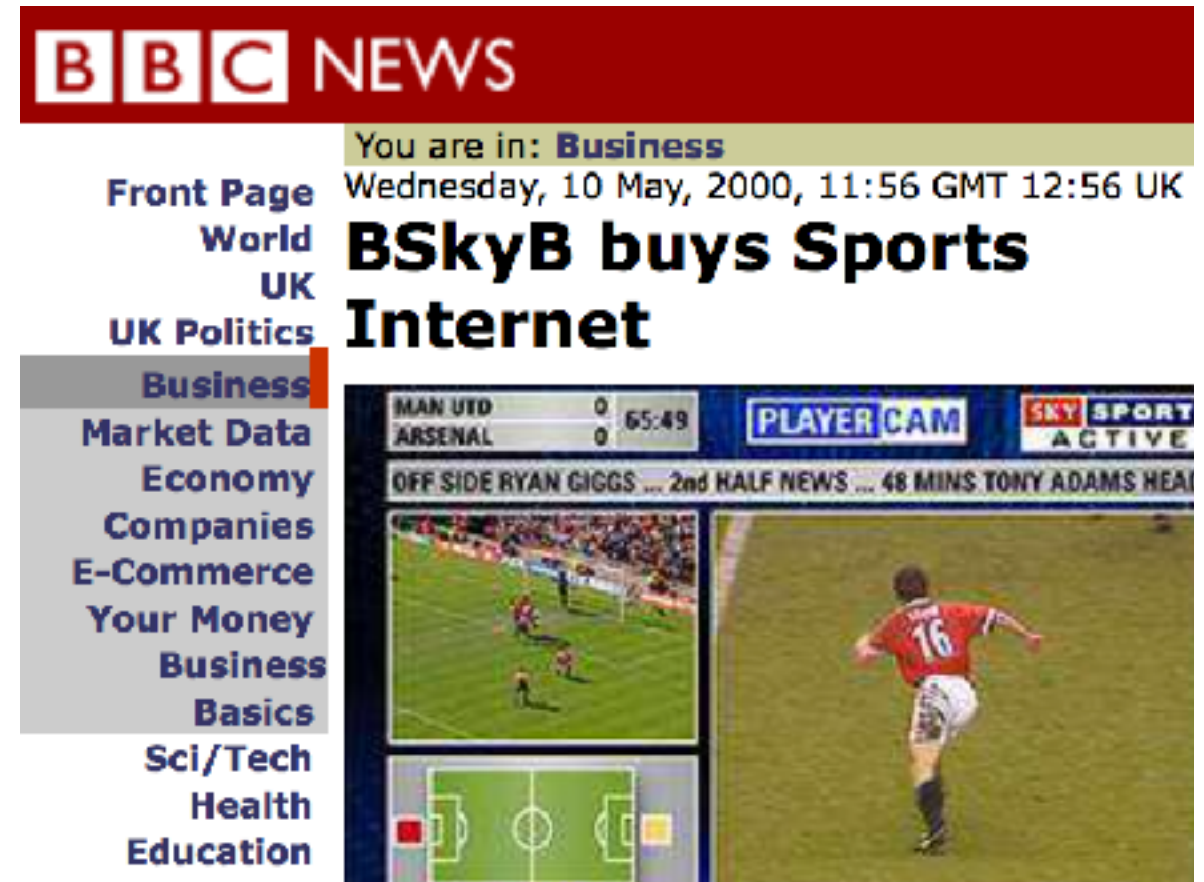 BBC NEWS
You are in: Business
Wednesday, 10 May, 2000, 11:56 GMT 12:56 UK
BSkyB buys Sports
Internet
Front Page
World
UK
UK Politics
Business
Market Data
Economy
Companies
E-Commerce
Your Money
Business
Basics
Sci/Tech
Health
Education
MAN UTD 0
ARSENAL 0
65:49
PLAYER CAM
SKY SPORT
ACTIVE
OFF SIDE RYAN GIGGS ... 2nd HALF NEWS ... 48 MINS TONY ADAMS HEA
16